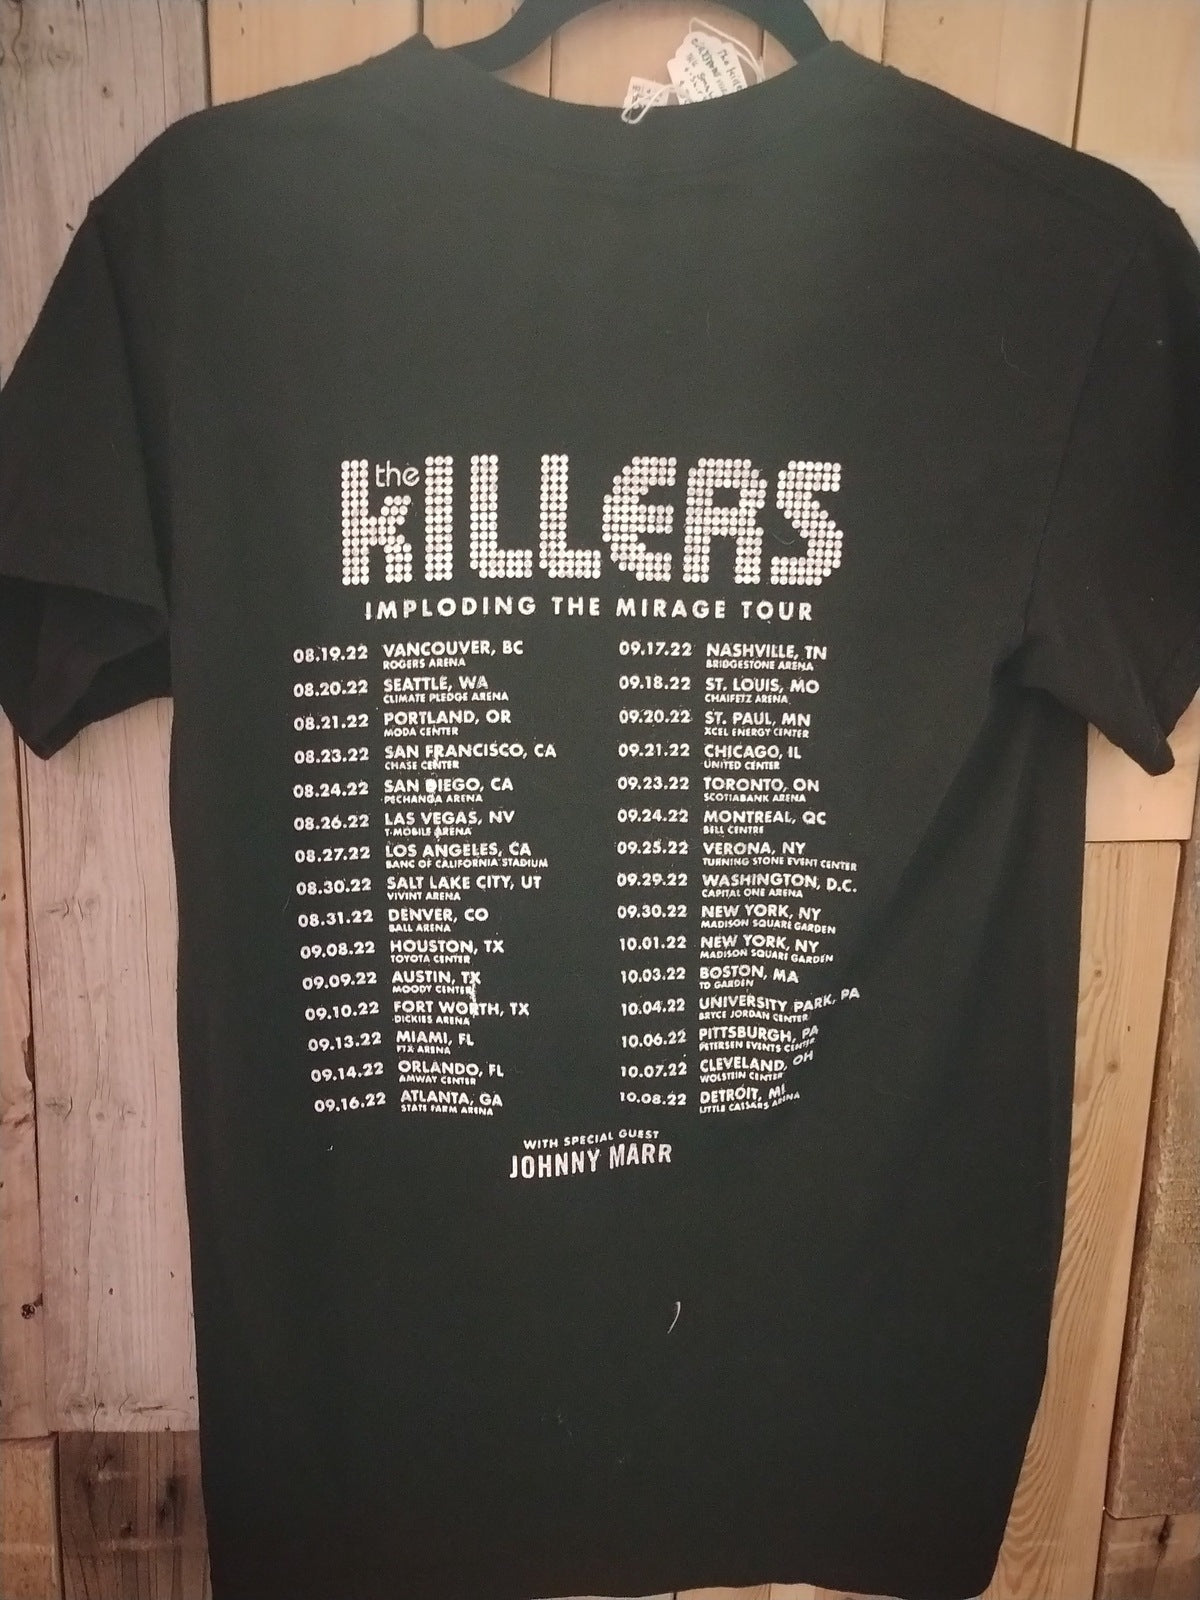 The Kille
the
KILLERS
IMPLODING THE MIRAGE TOUR
08.19.22 VANCOUVER, BC
ROGERS ARENA
08.20.22 SEATTLE, WA
CLIMATE PLEDGE ARENA
08.21.22 PORTLAND, OR
MODA CENTER
08.23.22 SAN FRANCISCO, CA
CHASE CENTER
08.24.22 SAN DIEGO, CA
PECHANGA ARENA
08.26.22 LAS VEGAS, NV
T-MOBILE ARENA
08.27.22 LOS ANGELES, CA
BANC OF CALIFORNIA STADIUM
08.30.22 SALT LAKE CITY, UT
VIVINT ARENA
08.31.22 DENVER, CO
BALL ARENA
09.08.22 HOUSTON, TX
TOYOTA CENTER
09.09.22 AUSTIN, TX
MOODY CENTER
09.10.22 FORT WORTH, TX
DICKIES ARENA
09.13.22 MIAMI, FL
FTX ARENA
09.14.22 ORLANDO, FL
AMWAY CENTER
09.16.22 ATLANTA, GA
STATE FARM ARENA
09.17.22 NASHVILLE, TN
BRIDGESTONE ARENA
09.18.22 ST. LOUIS, MO
CHAIFETZ ARENA
09.20.22 ST. PAUL, MN
XCEL ENERGY CENTER
09.21.22 CHICAGO, IL
UNITED CENTER
09.23.22 TORONTO, ON
SCOTIABANK ARENA
09.24.22 MONTREAL, QC
BELL CENTRE
09.25.22 VERONA, NY
TURNING STONE EVENT CENTER
09.29.22 WASHINGTON, D.C.
CAPITAL ONE ARENA
09.30.22 NEW YORK, NY
MADISON SQUARE GARDEN
10.01.22 NEW YORK, NY
MADISON SQUARE GARDEN
10.03.22 BOSTON, MA
TD GARDEN
10.04.22 UNIVERSITY PARK, PA
BRYCE JORDAN CENTER
10.06.22 PITTSBURGH, PA
PETERSEN EVENTS CENTER
10.07.22 CLEVELAND, OH
WOLSTEIN CENTER
10.08.22 DETROIT, MI
LITTLE CAESARS ARENA
WITH SPECIAL GUEST
JOHNNY MARR